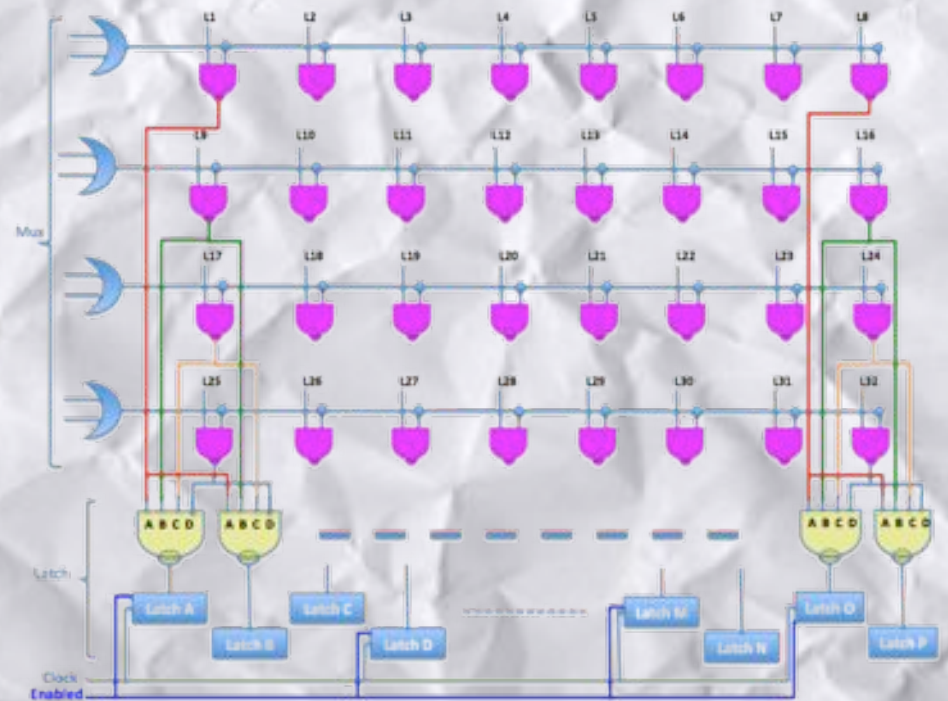 L1 L2 L3 L4 L5 L6 L7 L8
L9 L10 L11 L12 L13 L14 L15 L16
Mux
L17 L18 L19 L20 L21 L22 L23 L24
L25 L26 L27 L28 L29 L30 L31 L32
A B C D A B C D A B C D A B C D
Latch
Latch A Latch C Latch M Latch O
Latch B Latch D Latch N Latch P
Clock
Enabled